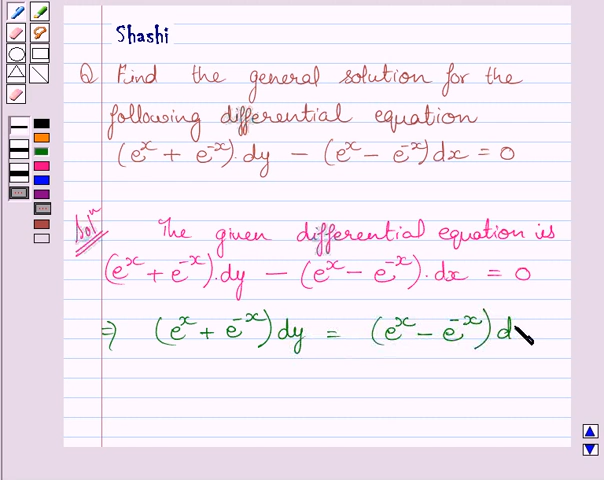 Shashi
Q Find the general solution for the
following differential equation
(eˣ + e⁻ˣ).dy − (eˣ − e⁻ˣ)dx = 0
Solⁿ The given differential equation is
(eˣ + e⁻ˣ).dy − (eˣ − e⁻ˣ).dx = 0
⇒ (eˣ + e⁻ˣ)dy = (eˣ − e⁻ˣ)d